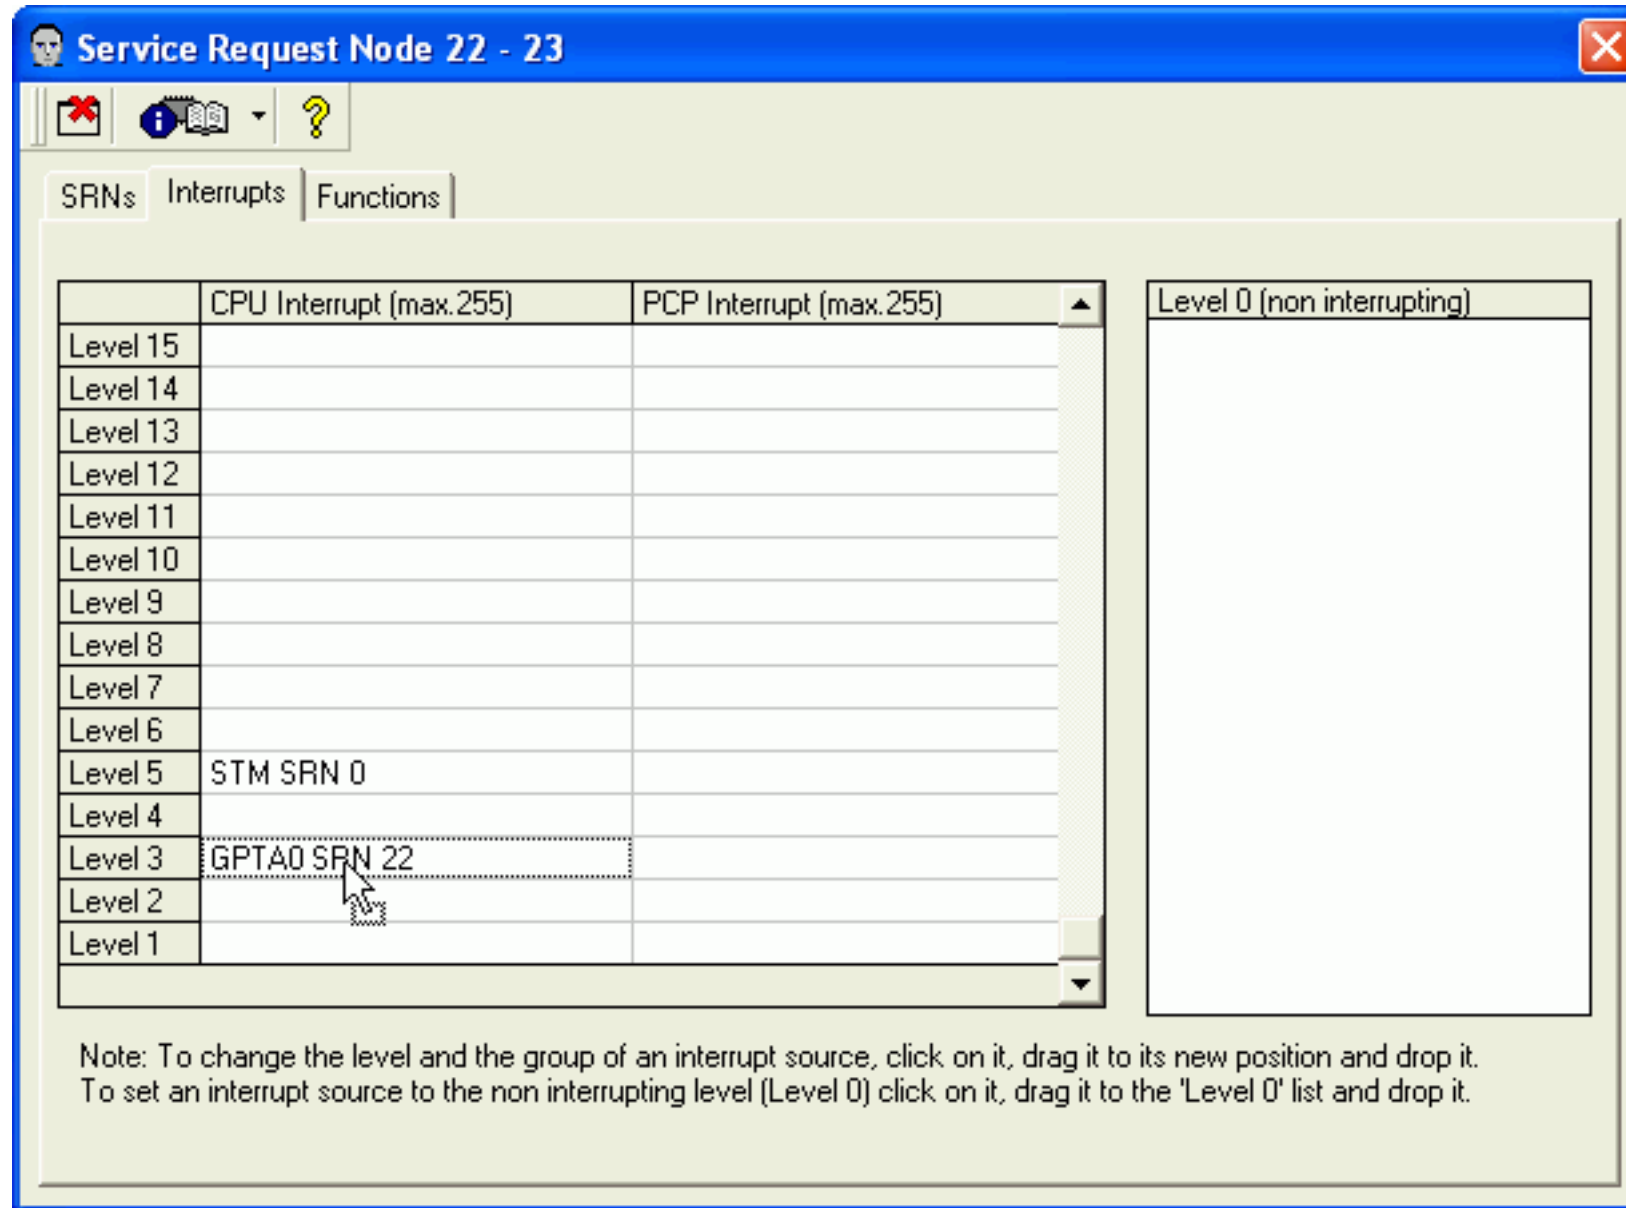 Service Request Node 22 - 23
SRNs Interrupts Functions
CPU Interrupt (max.255) PCP Interrupt (max.255) Level 0 (non interrupting)
Level 15
Level 14
Level 13
Level 12
Level 11
Level 10
Level 9
Level 8
Level 7
Level 6
Level 5 STM SRN 0
Level 4
Level 3 GPTA0 SRN 22
Level 2
Level 1
Note: To change the level and the group of an interrupt source, click on it, drag it to its new position and drop it.
To set an interrupt source to the non interrupting level (Level 0) click on it, drag it to the 'Level 0' list and drop it.